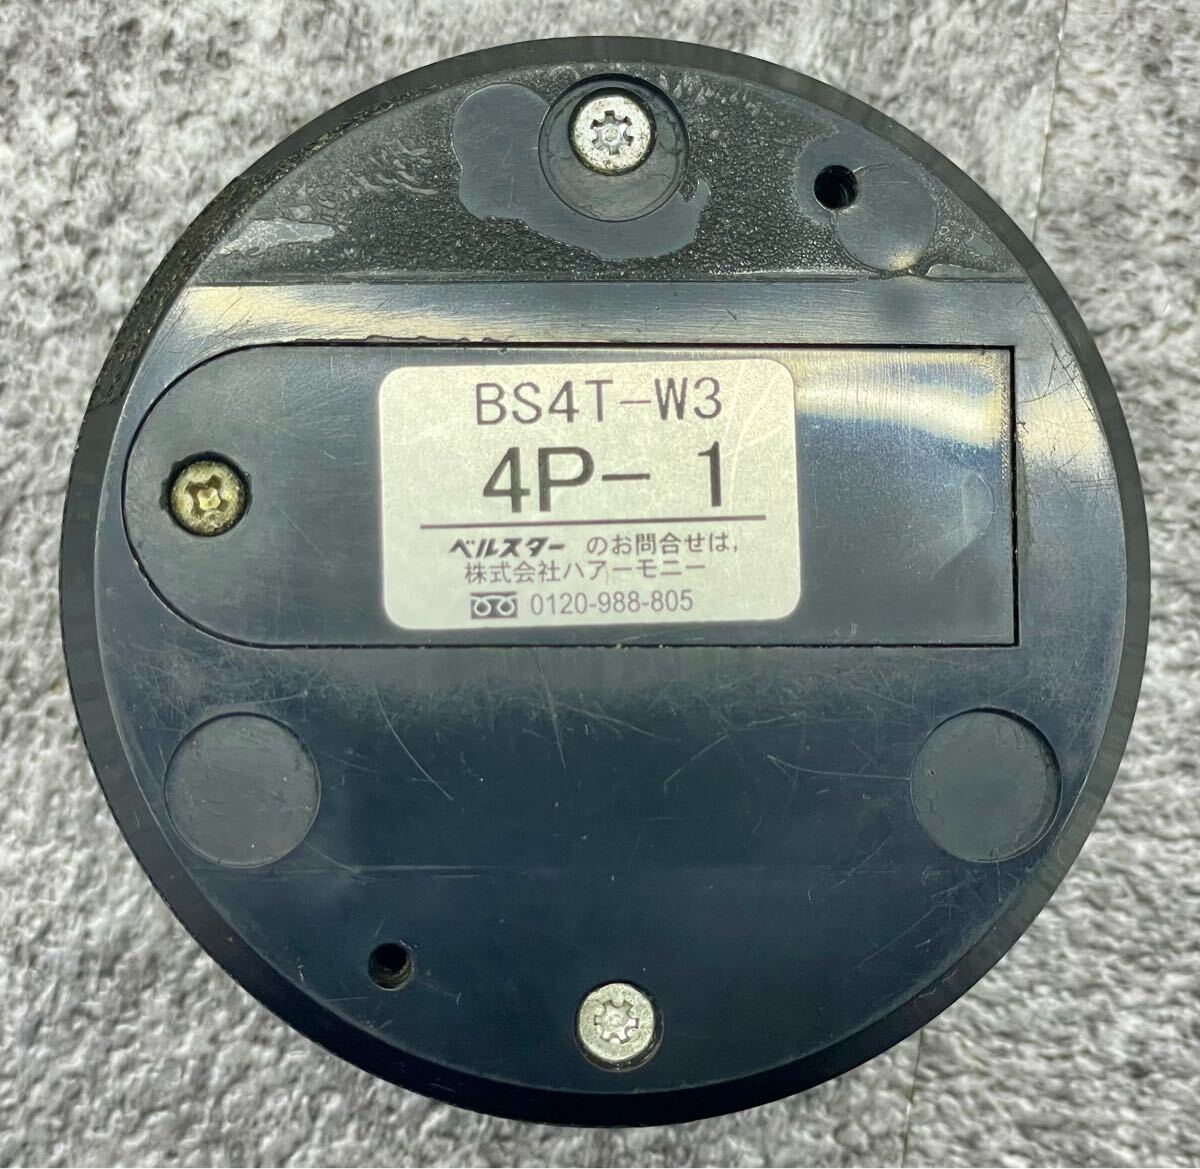 BS4T-W3
4P-1
ベルスター のお問合せは,
株式会社ハアーモニー
0120-988-805